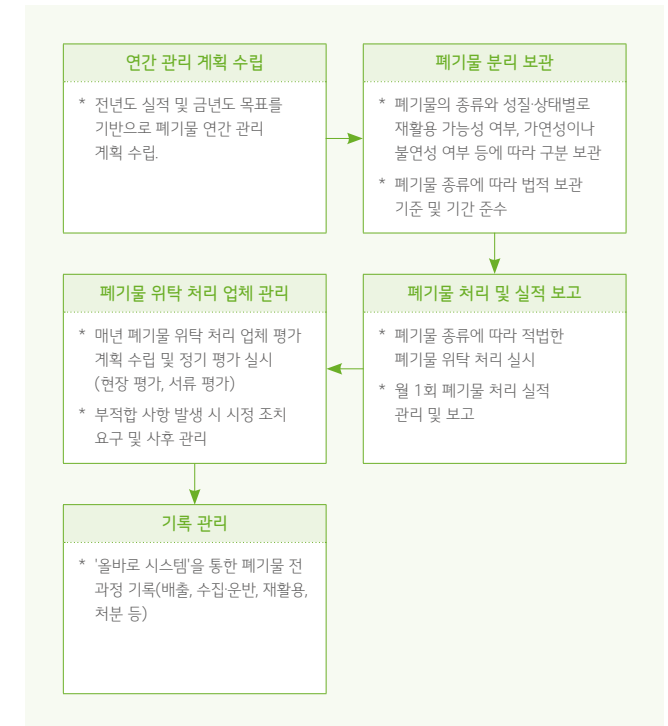 연간 관리 계획 수립
* 전년도 실적 및 금년도 목표를
기반으로 폐기물 연간 관리
계획 수립.
폐기물 분리 보관
* 폐기물의 종류와 성질·상태별로
재활용 가능성 여부, 가연성이나
불연성 여부 등에 따라 구분 보관
* 폐기물 종류에 따라 법적 보관
기준 및 기간 준수
폐기물 처리 및 실적 보고
* 폐기물 종류에 따라 적법한
폐기물 위탁 처리 실시
* 월 1회 폐기물 처리 실적
관리 및 보고
폐기물 위탁 처리 업체 관리
* 매년 폐기물 위탁 처리 업체 평가
계획 수립 및 정기 평가 실시
(현장 평가, 서류 평가)
* 부적합 사항 발생 시 시정 조치
요구 및 사후 관리
기록 관리
* '올바로 시스템'을 통한 폐기물 전
과정 기록(배출, 수집·운반, 재활용,
처분 등)